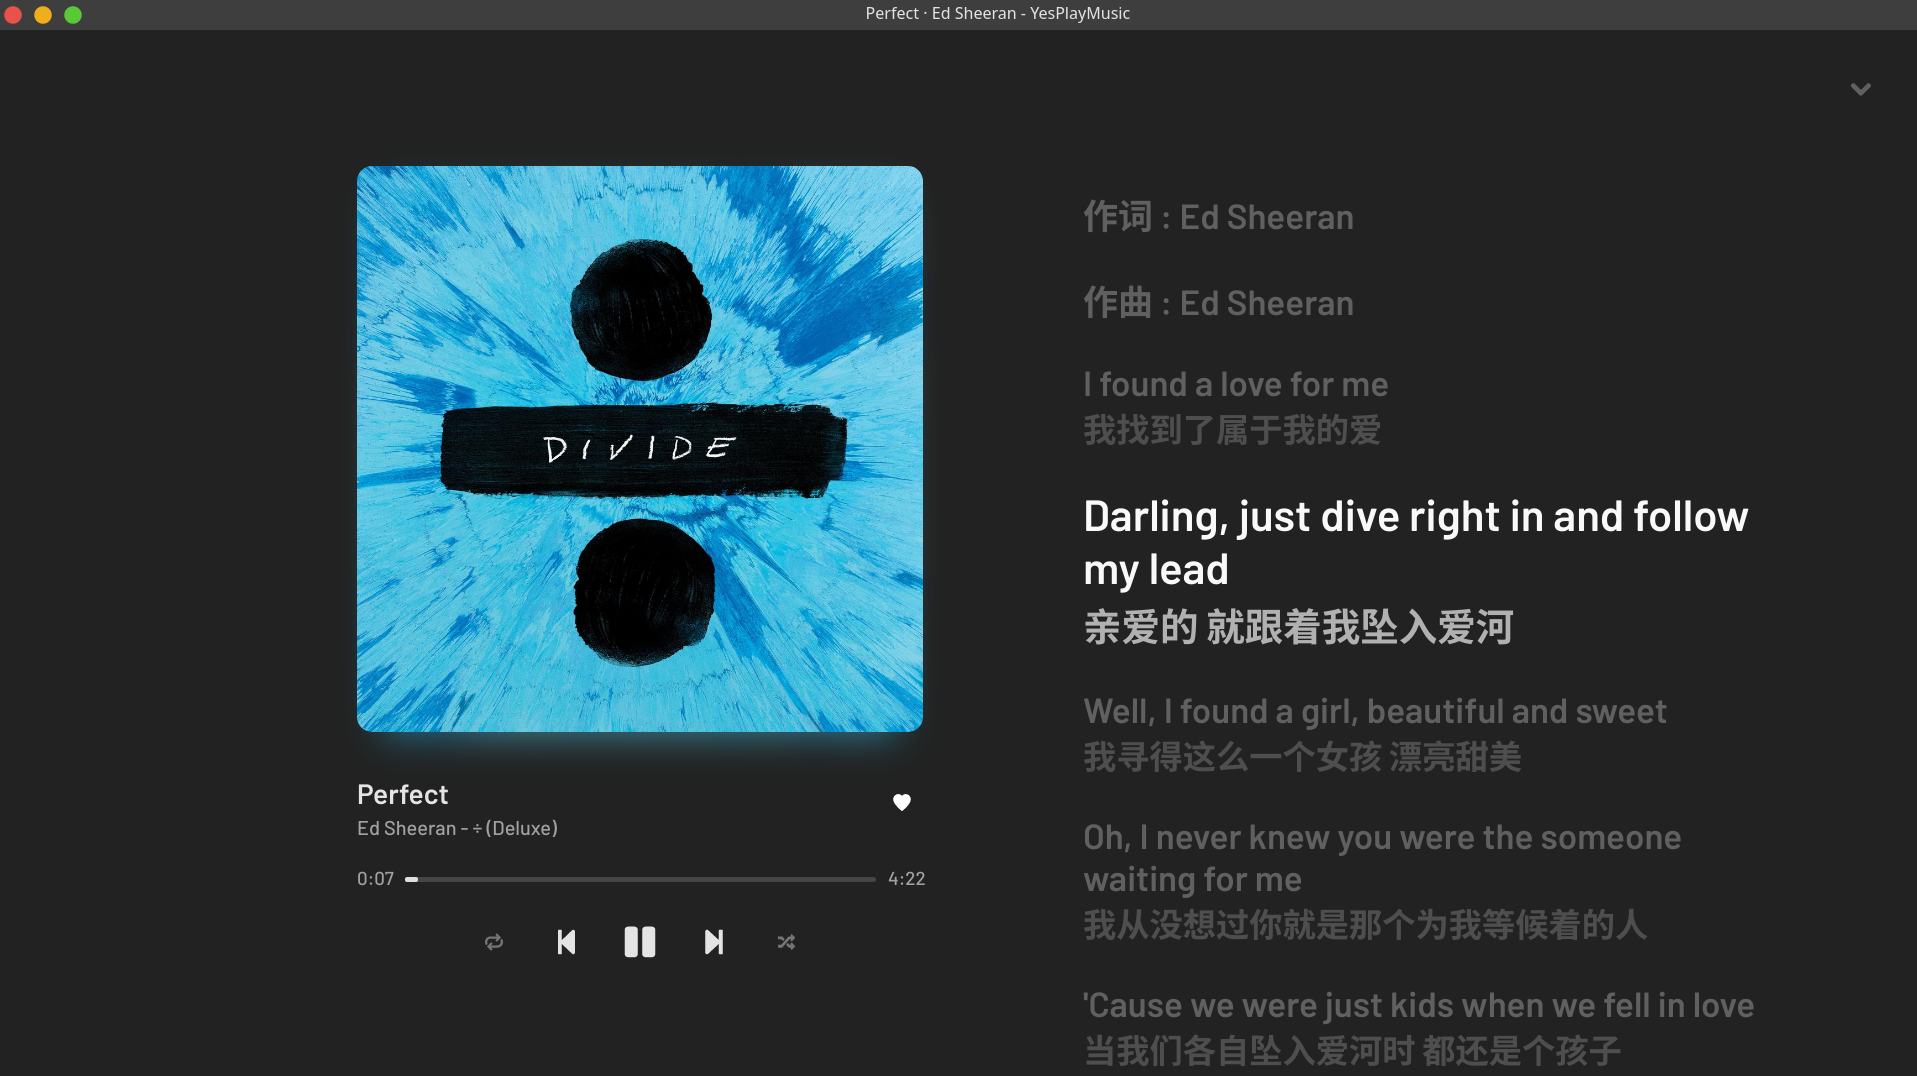 Perfect · Ed Sheeran - YesPlayMusic
DIVIDE
Perfect
Ed Sheeran - ÷ (Deluxe)
0:07
4:22
作词 : Ed Sheeran
作曲 : Ed Sheeran
I found a love for me
我找到了属于我的爱
Darling, just dive right in and follow
my lead
亲爱的 就跟着我坠入爱河
Well, I found a girl, beautiful and sweet
我寻得这么一个女孩 漂亮甜美
Oh, I never knew you were the someone
waiting for me
我从没想过你就是那个为我等候着的人
'Cause we were just kids when we fell in love
当我们各自坠入爱河时 都还是个孩子